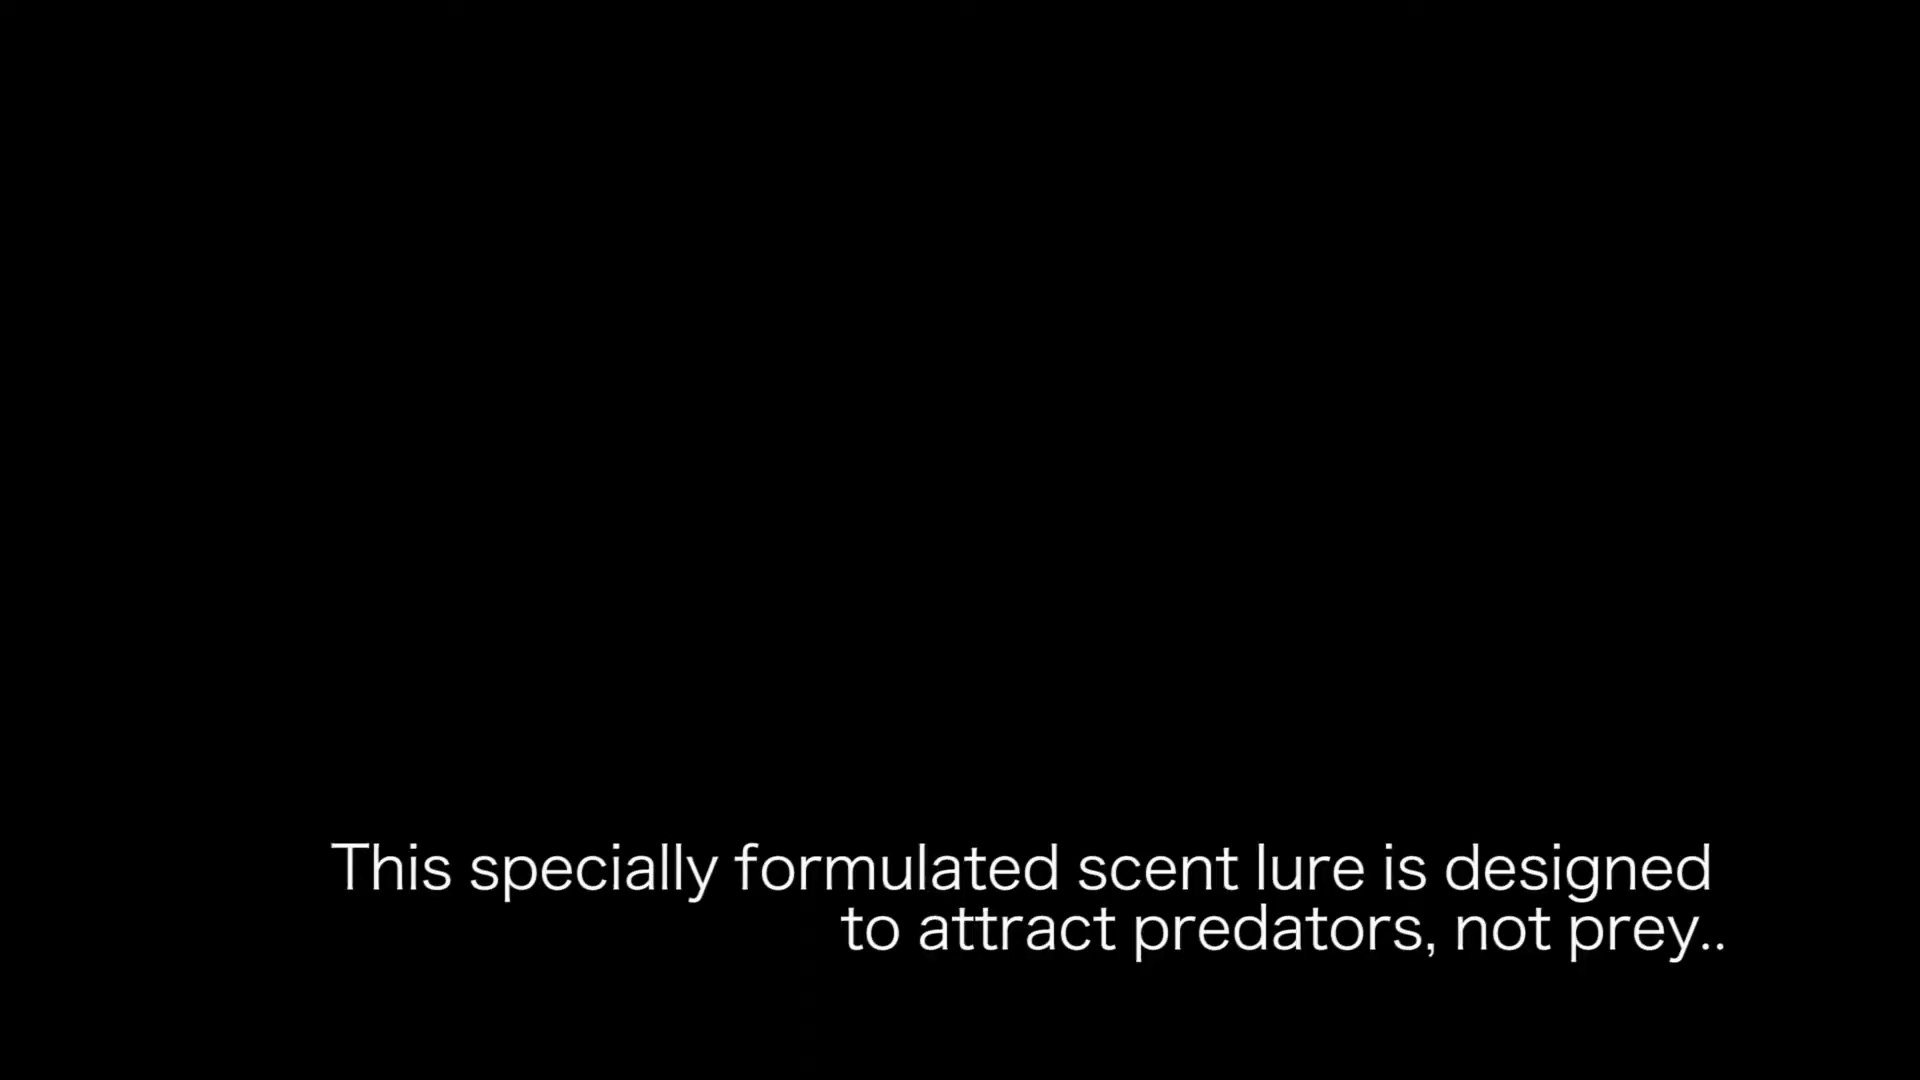 This specially formulated scent lure is designed
to attract predators, not prey..